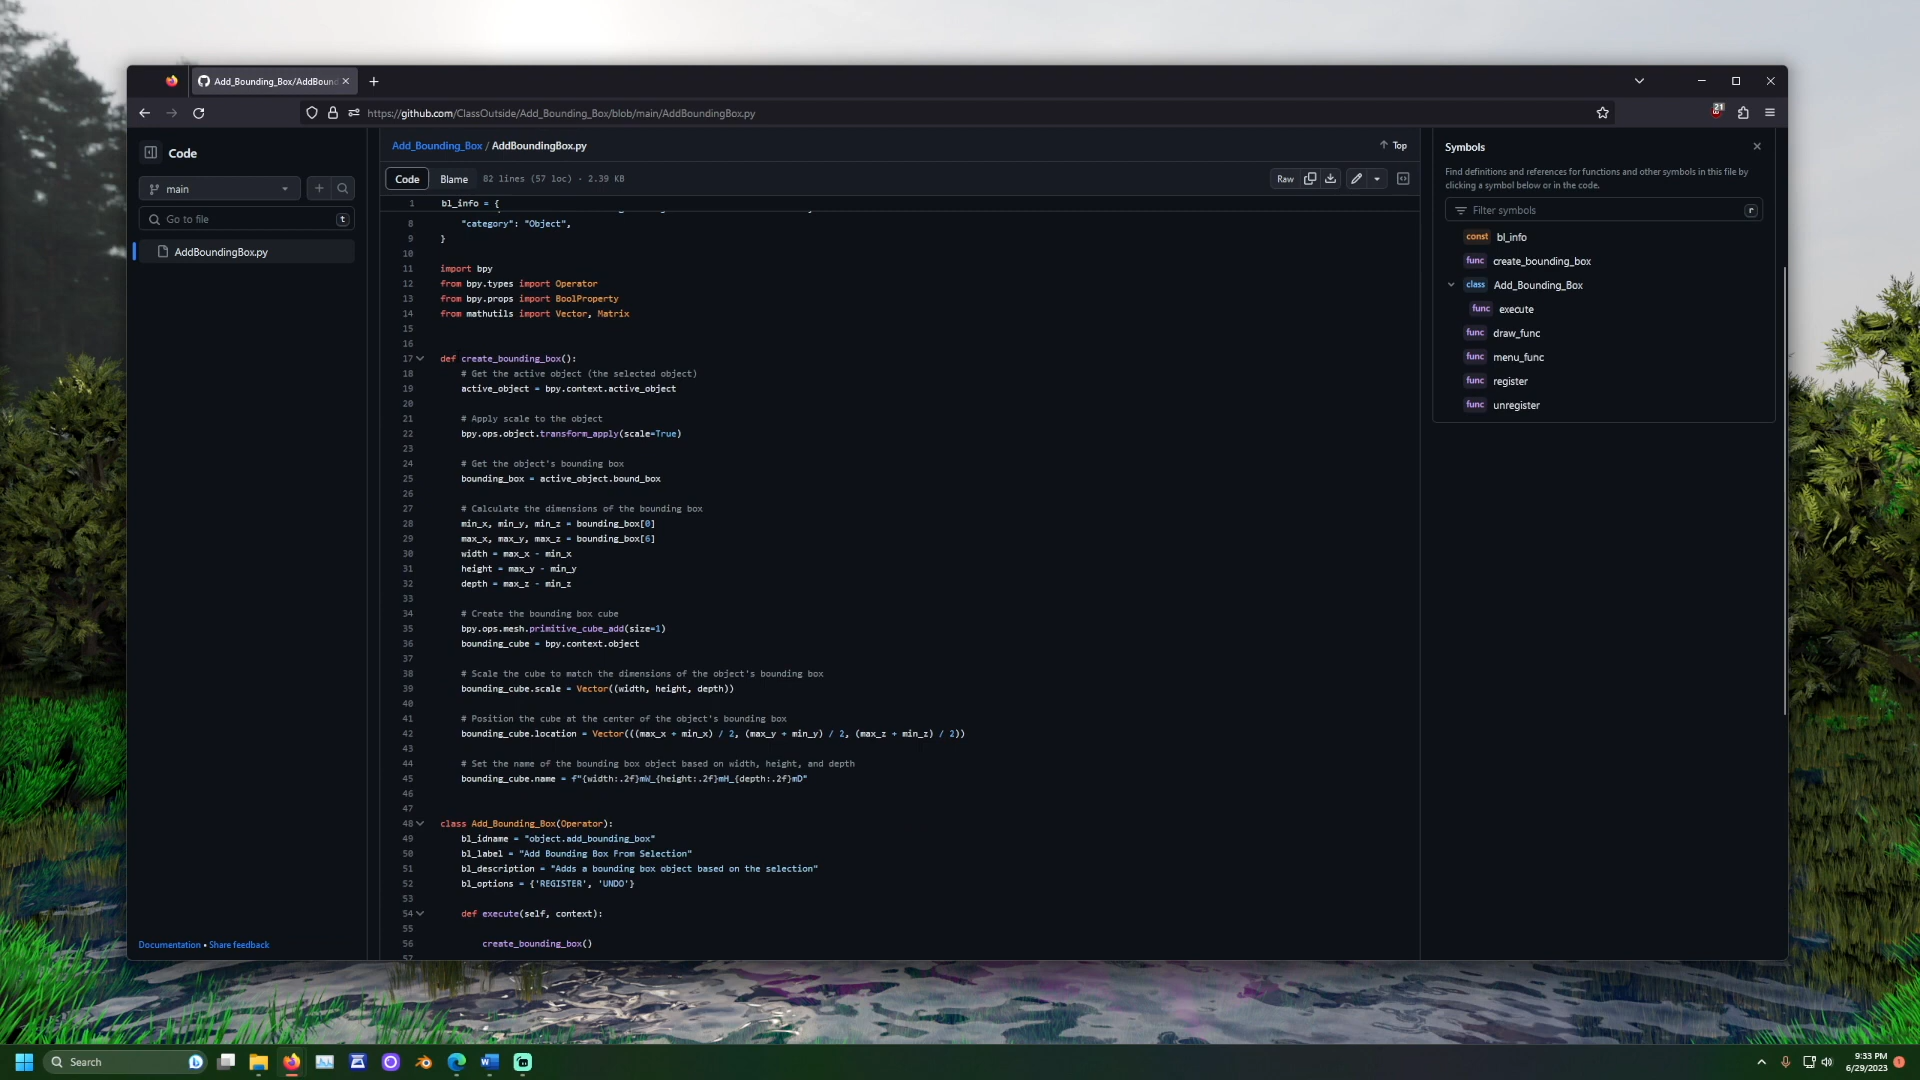 Add_Bounding_Box/AddBound
21
https://github.com/ClassOutside/Add_Bounding_Box/blob/main/AddBoundingBox.py
Code
main
Go to file
t
AddBoundingBox.py
Documentation • Share feedback
Add_Bounding_Box / AddBoundingBox.py
Top
Code
Blame
82 lines (57 loc) · 2.39 KB
Raw
1 bl_info = {
8 "category": "Object",
9 }
10
11 import bpy
12 from bpy.types import Operator
13 from bpy.props import BoolProperty
14 from mathutils import Vector, Matrix
15
16
17 def create_bounding_box():
18 # Get the active object (the selected object)
19 active_object = bpy.context.active_object
20
21 # Apply scale to the object
22 bpy.ops.object.transform_apply(scale=True)
23
24 # Get the object's bounding box
25 bounding_box = active_object.bound_box
26
27 # Calculate the dimensions of the bounding box
28 min_x, min_y, min_z = bounding_box[0]
29 max_x, max_y, max_z = bounding_box[6]
30 width = max_x - min_x
31 height = max_y - min_y
32 depth = max_z - min_z
33
34 # Create the bounding box cube
35 bpy.ops.mesh.primitive_cube_add(size=1)
36 bounding_cube = bpy.context.object
37
38 # Scale the cube to match the dimensions of the object's bounding box
39 bounding_cube.scale = Vector((width, height, depth))
40
41 # Position the cube at the center of the object's bounding box
42 bounding_cube.location = Vector(((max_x + min_x) / 2, (max_y + min_y) / 2, (max_z + min_z) / 2))
43
44 # Set the name of the bounding box object based on width, height, and depth
45 bounding_cube.name = f"{width:.2f}mW_{height:.2f}mH_{depth:.2f}mD"
46
47
48 class Add_Bounding_Box(Operator):
49 bl_idname = "object.add_bounding_box"
50 bl_label = "Add Bounding Box From Selection"
51 bl_description = "Adds a bounding box object based on the selection"
52 bl_options = {'REGISTER', 'UNDO'}
53
54 def execute(self, context):
55
56 create_bounding_box()
57
Symbols
Find definitions and references for functions and other symbols in this file by
clicking a symbol below or in the code.
Filter symbols
r
const bl_info
func create_bounding_box
class Add_Bounding_Box
func execute
func draw_func
func menu_func
func register
func unregister
Search
9:33 PM
6/29/2023
1